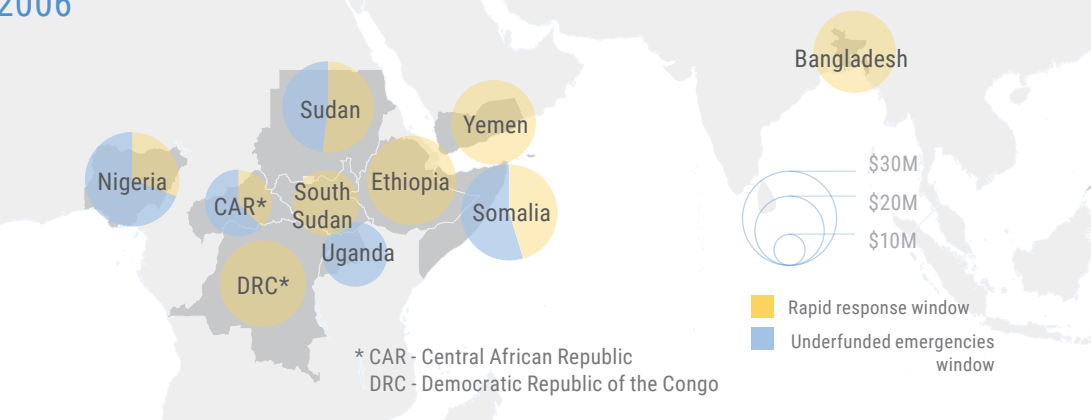 2006
Bangladesh
Sudan
Yemen
Nigeria
CAR*
South
Sudan
Ethiopia
Somalia
Uganda
DRC*
$30M
$20M
$10M
Rapid response window
Underfunded emergencies
window
* CAR - Central African Republic
DRC - Democratic Republic of the Congo